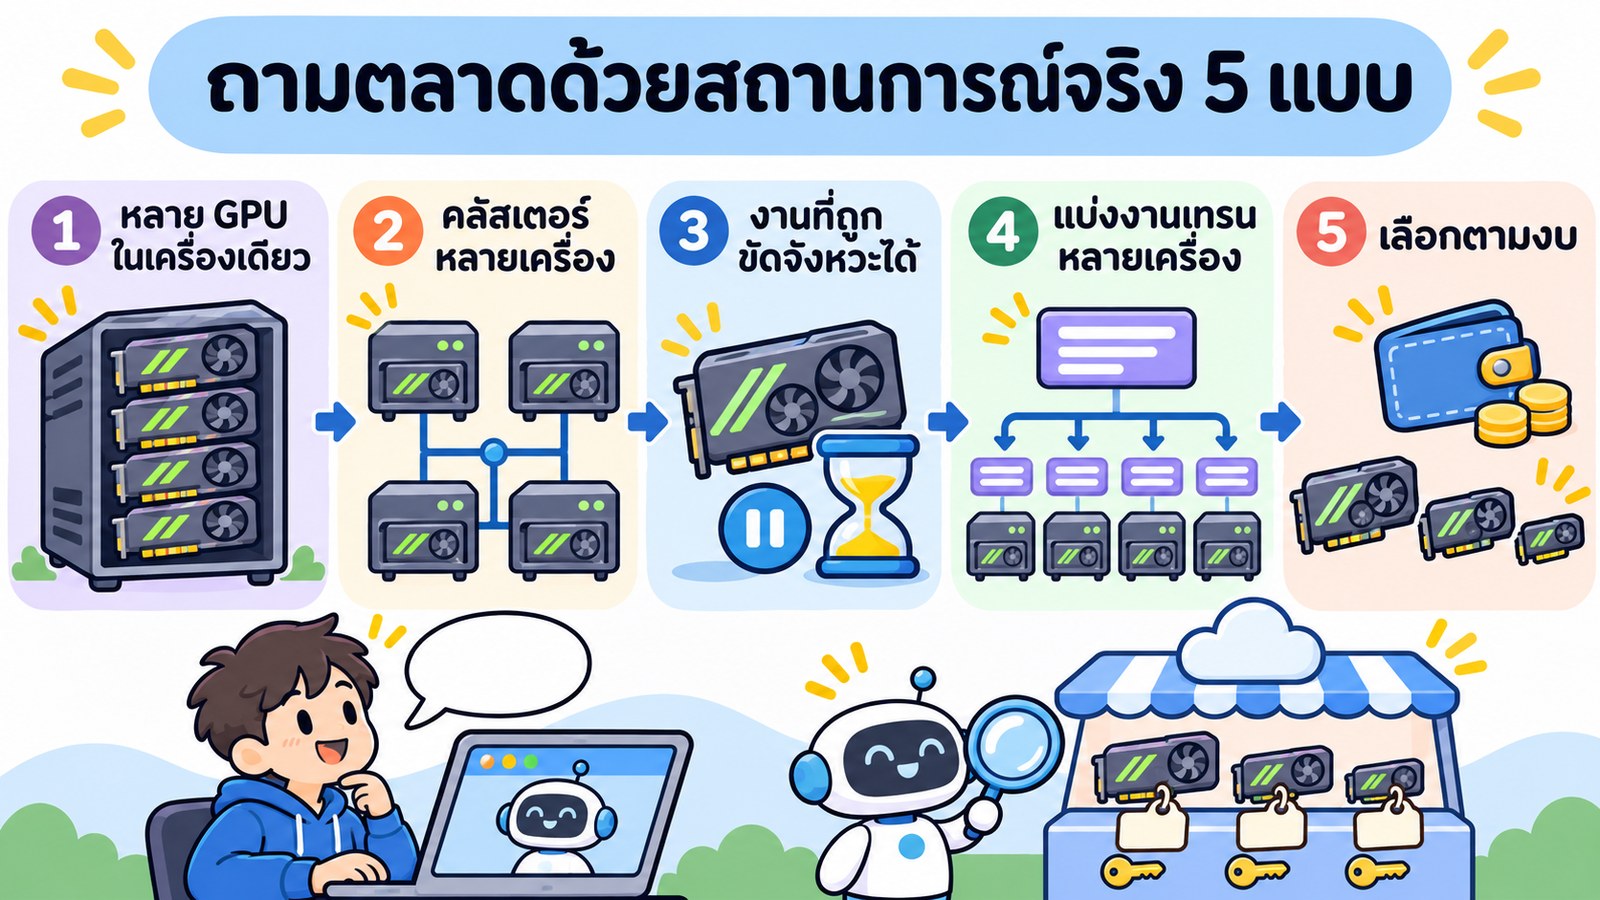 ถามตลาดด้วยสถานการณ์จริง 5 แบบ
1 หลาย GPU
ในเครื่องเดียว
2 คลัสเตอร์
หลายเครื่อง
3 งานที่ถูก
ขัดจังหวะได้
4 แบ่งงานเทรน
หลายเครื่อง
5 เลือกตามงบ